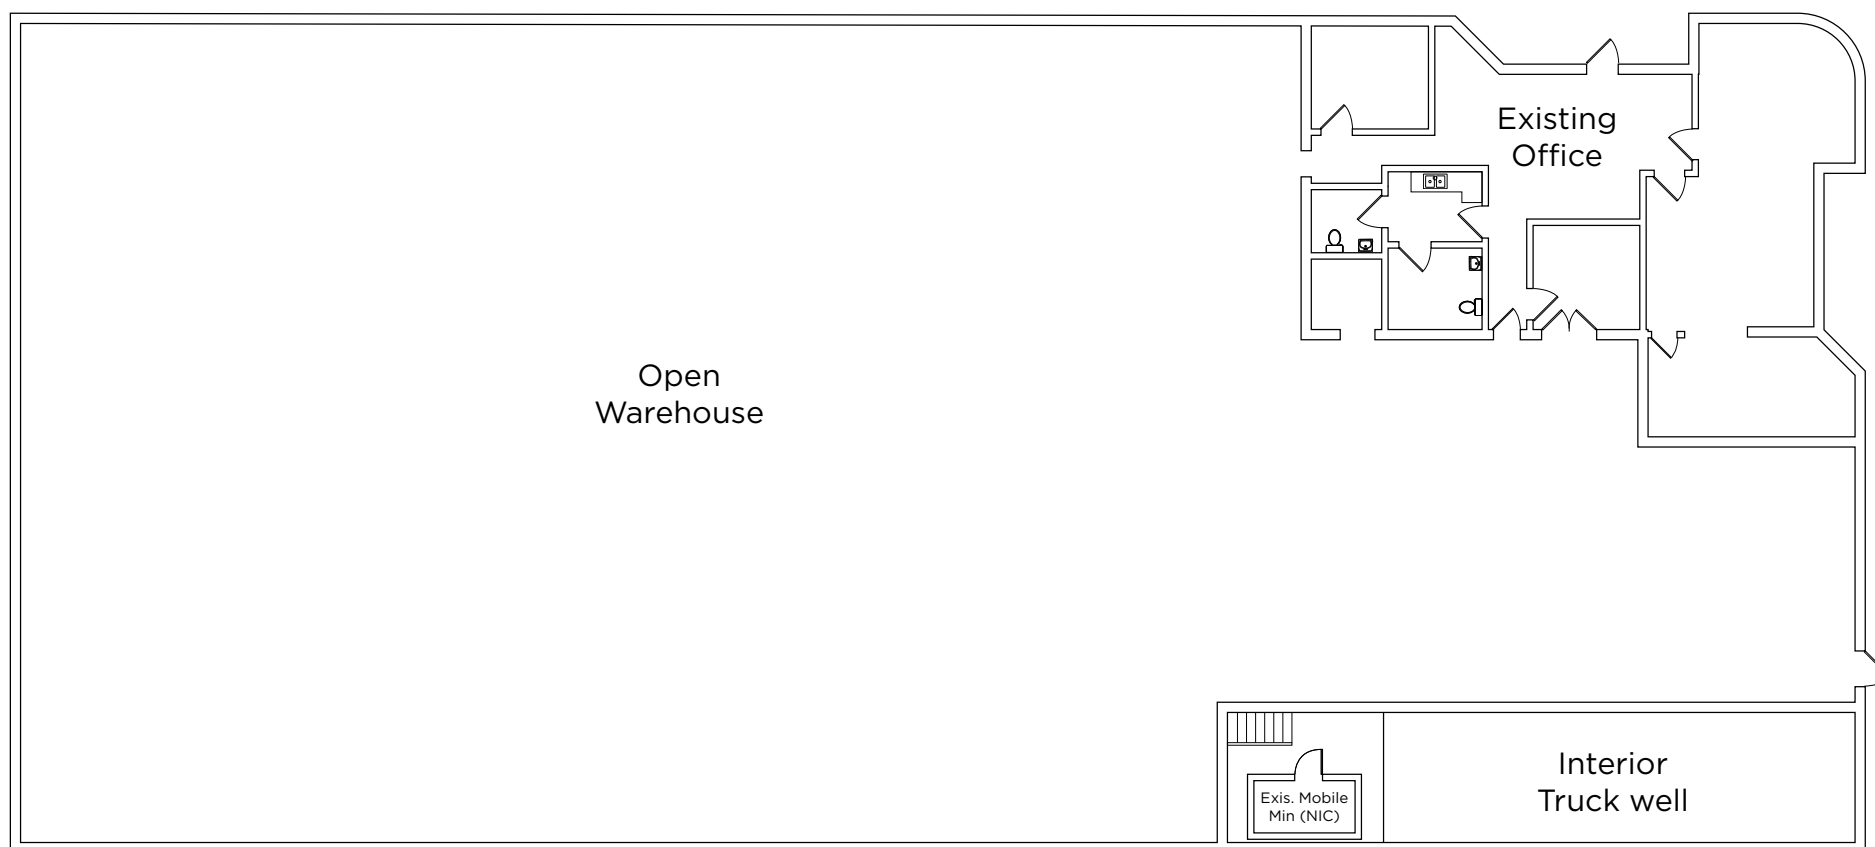 Existing
Office
Open
Warehouse
Interior
Truck well
Exis. Mobile
Min (NIC)